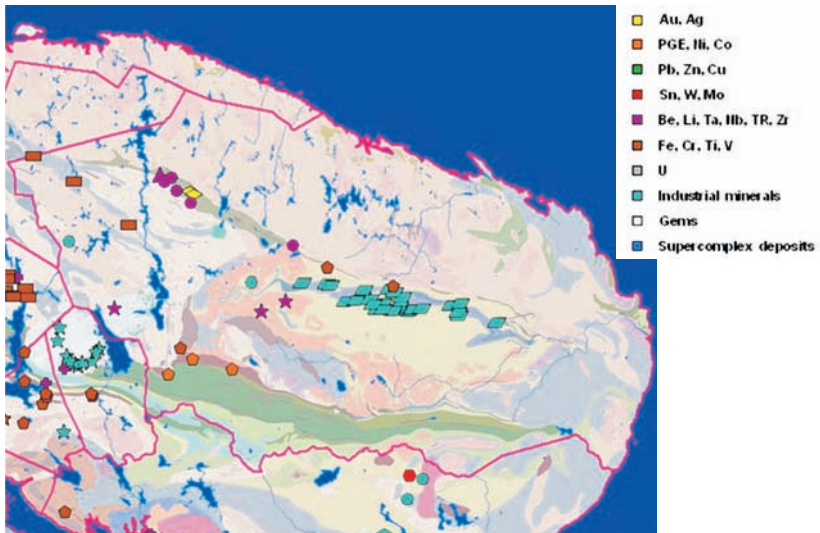 Au, Ag
PGE, Ni, Co
Pb, Zn, Cu
Sn, W, Mo
Be, Li, Ta, Nb, TR, Zr
Fe, Cr, Ti, V
U
Industrial minerals
Gems
Supercomplex deposits